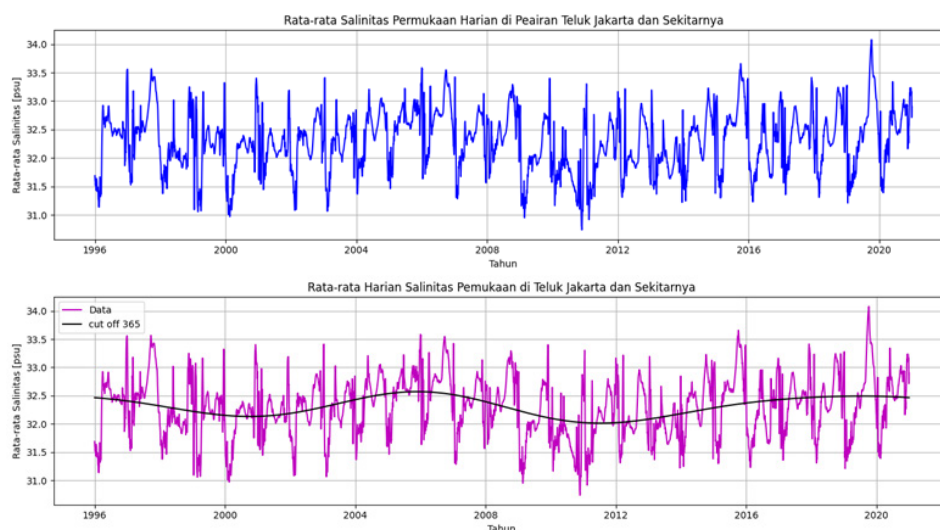 Rata-rata Salinitas Permukaan Harian di Peairan Teluk Jakarta dan Sekitarnya
Rata-rata Salinitas [psu]
34.0
33.5
33.0
32.5
32.0
31.5
31.0
1996 2000 2004 2008 2012 2016 2020
Tahun
Rata-rata Harian Salinitas Pemukaan di Teluk Jakarta dan Sekitarnya
Data
cut off 365
Rata-rata Salinitas [psu]
34.0
33.5
33.0
32.5
32.0
31.5
31.0
1996 2000 2004 2008 2012 2016 2020
Tahun